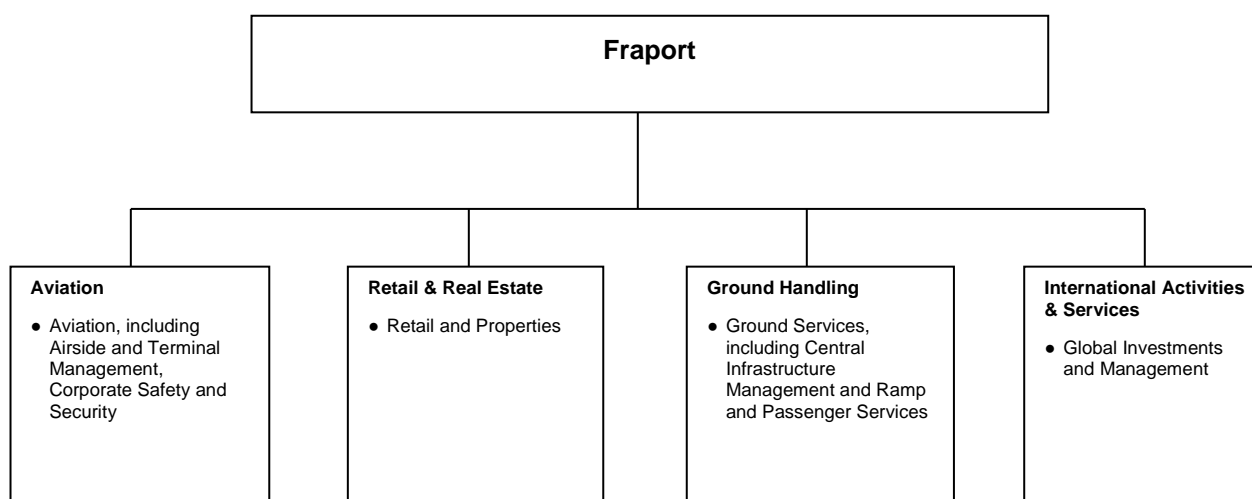 Fraport
Aviation
● Aviation, including
Airside and Terminal
Management,
Corporate Safety and
Security
Retail & Real Estate
● Retail and Properties
Ground Handling
● Ground Services,
including Central
Infrastructure
Management and Ramp
and Passenger Services
International Activities
& Services
● Global Investments
and Management